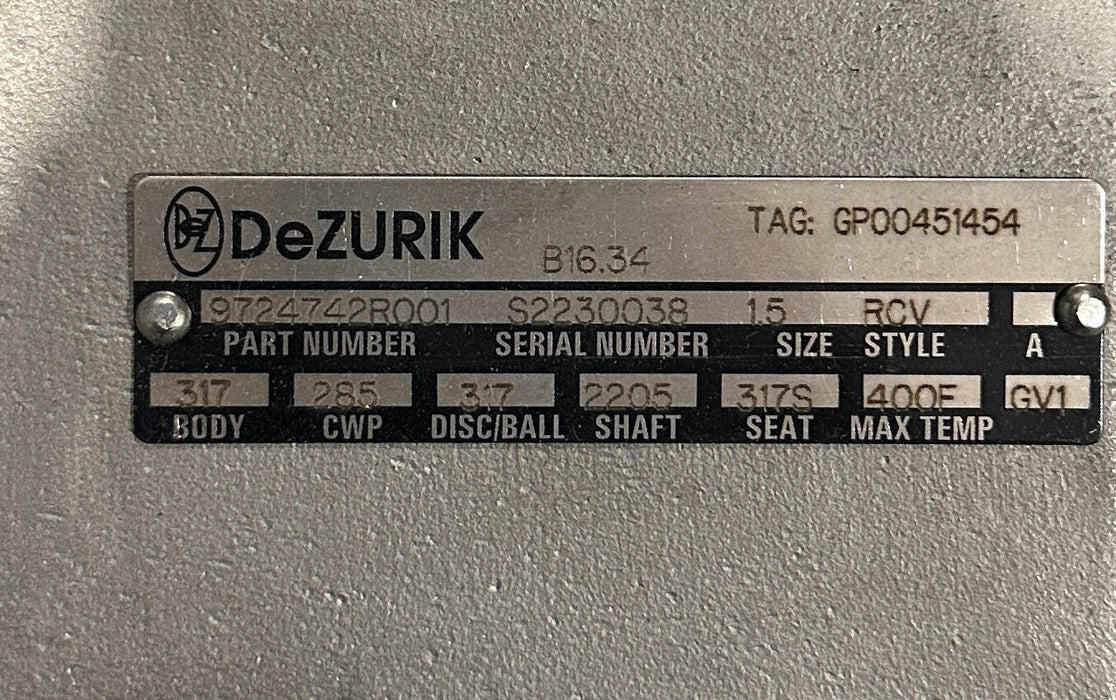 DeZ DeZURIK
TAG: GP00451454
B16.34
9724742R001 S2230038 1.5 RCV
PART NUMBER SERIAL NUMBER SIZE STYLE A
317 285 317 2205 317S 400F GV1
BODY CWP DISC/BALL SHAFT SEAT MAX TEMP